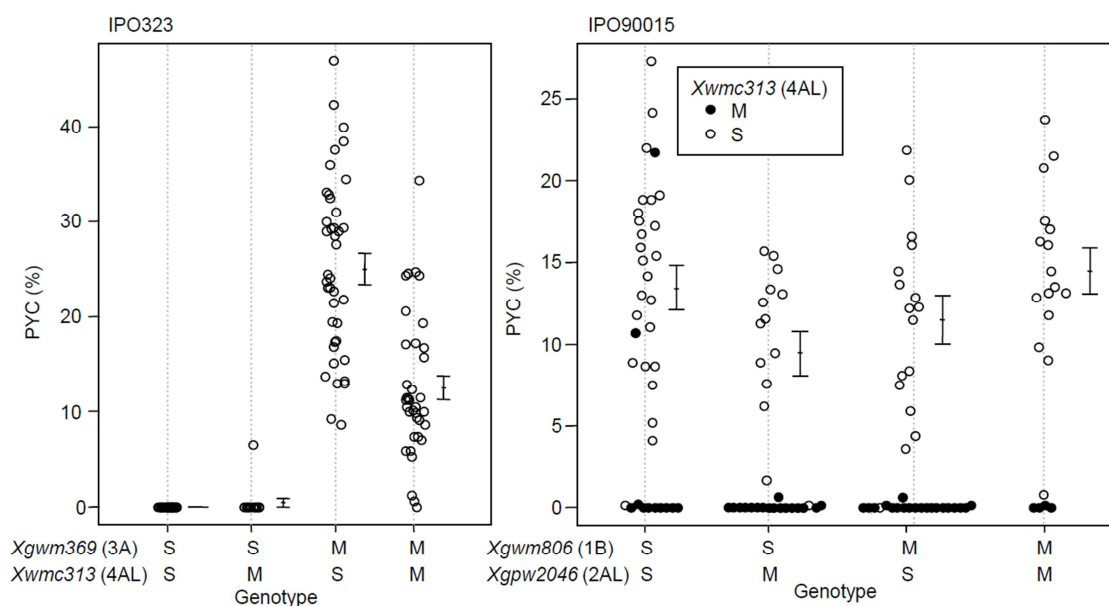 IPO323
IPO90015
PYC (%)
40
30
20
10
0
Xgwm369 (3A) S S M M
Xwmc313 (4AL) S M S M
Genotype
PYC (%)
25
20
15
10
5
0
Xwmc313 (4AL)
M
S
Xgwm806 (1B) S S M M
Xgpw2046 (2AL) S M S M
Genotype